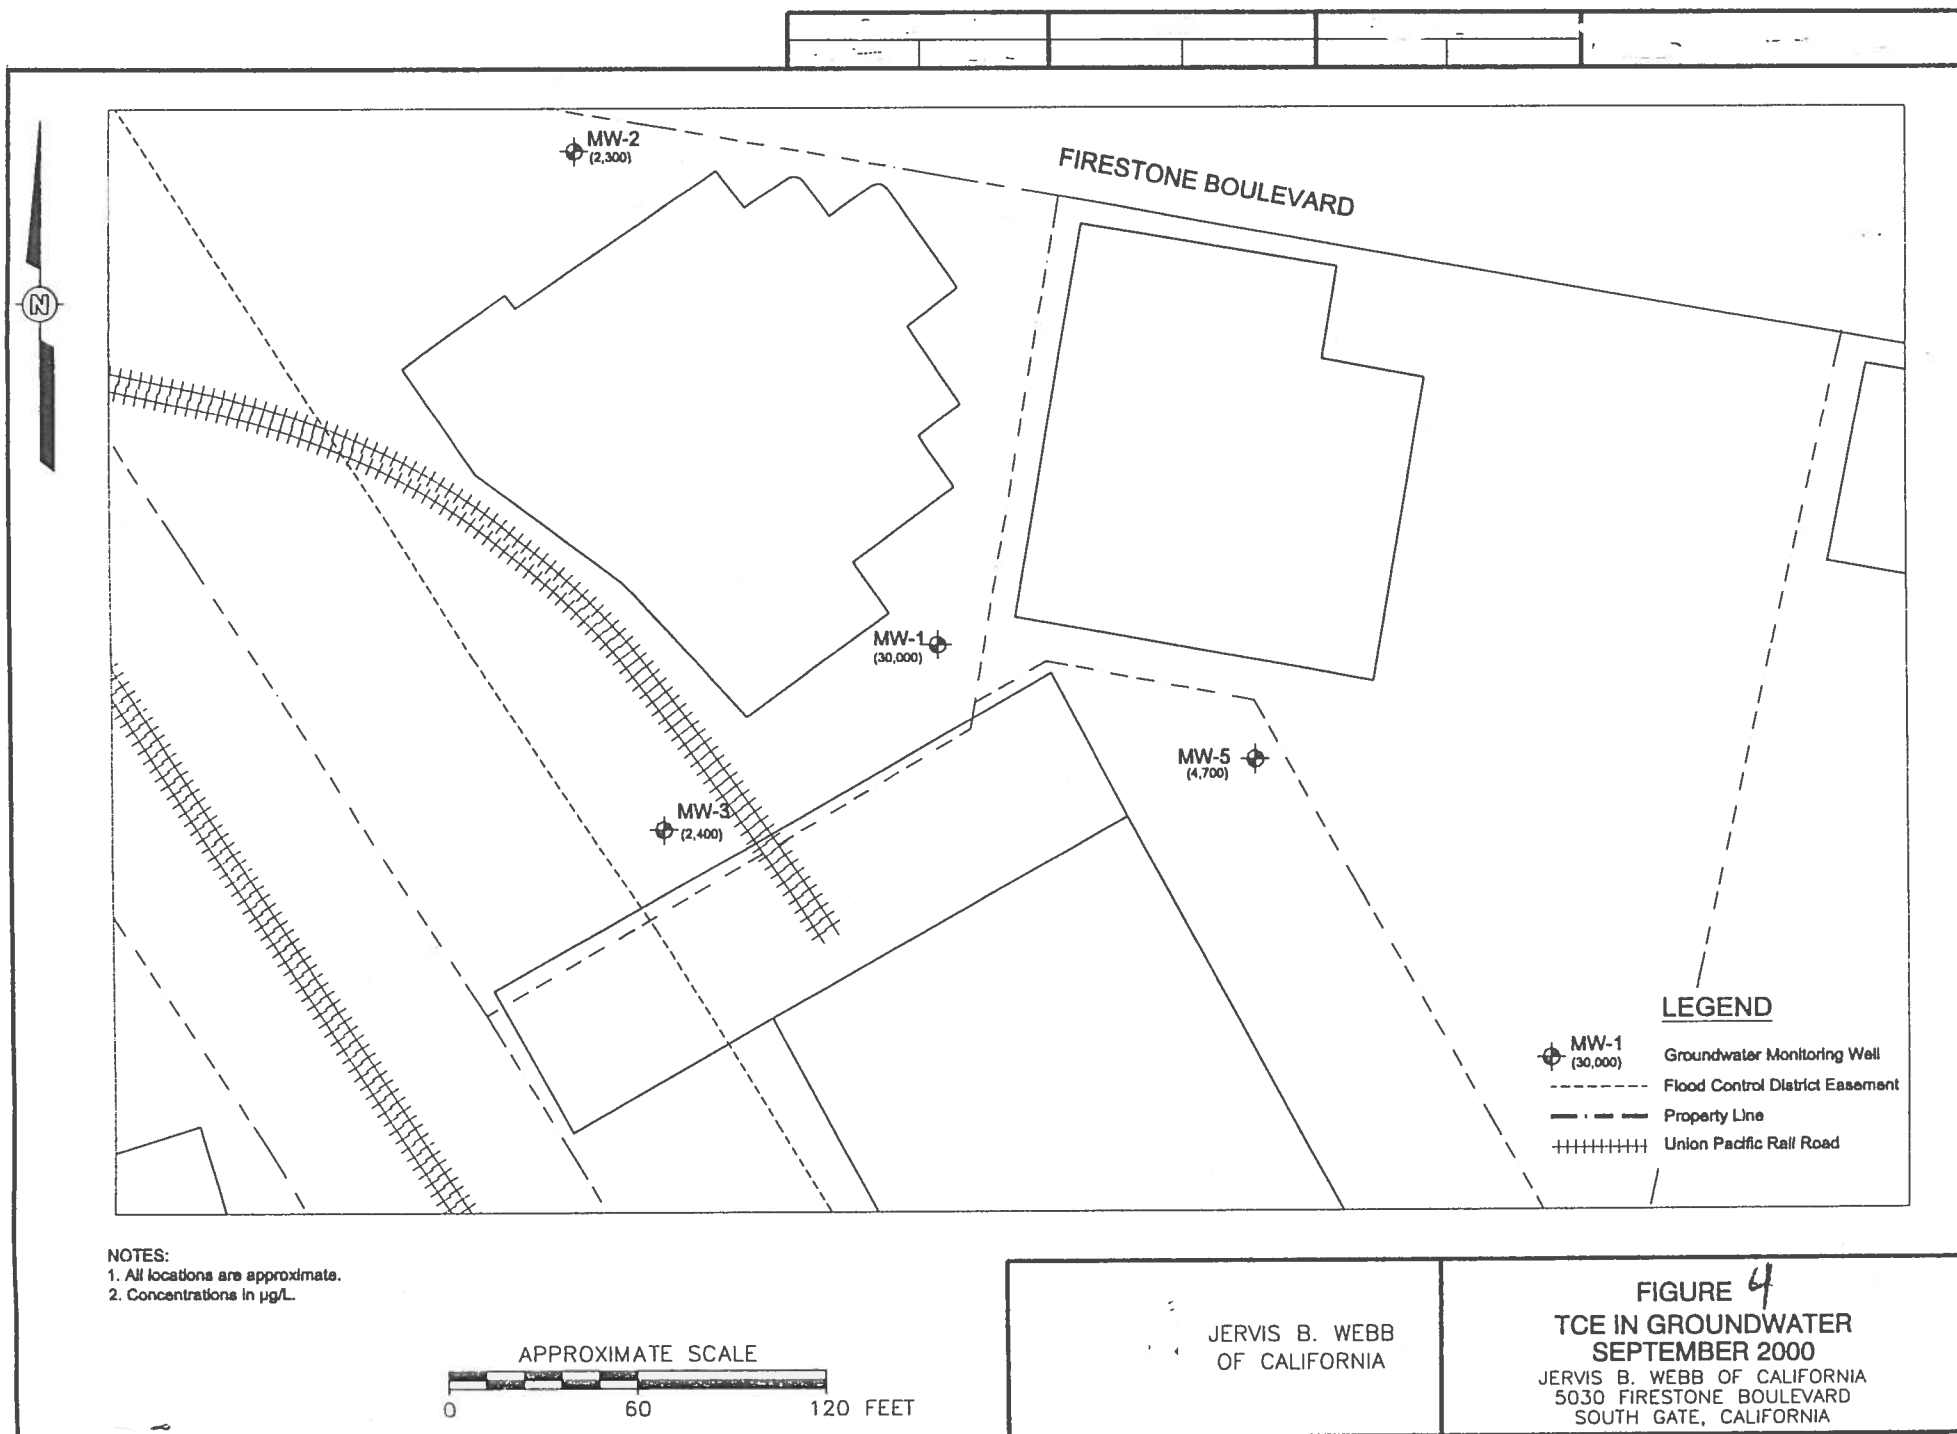 MW-2
(2,300)
FIRESTONE BOULEVARD
N
MW-1
(30,000)
MW-5
(4,700)
MW-3
(2,400)
LEGEND
MW-1
(30,000)
Groundwater Monitoring Well
Flood Control District Easement
Property Line
Union Pacific Rail Road
NOTES:
1. All locations are approximate.
2. Concentrations in µg/L.
APPROXIMATE SCALE
0 60 120 FEET
JERVIS B. WEBB
OF CALIFORNIA
FIGURE 4
TCE IN GROUNDWATER
SEPTEMBER 2000
JERVIS B. WEBB OF CALIFORNIA
5030 FIRESTONE BOULEVARD
SOUTH GATE, CALIFORNIA